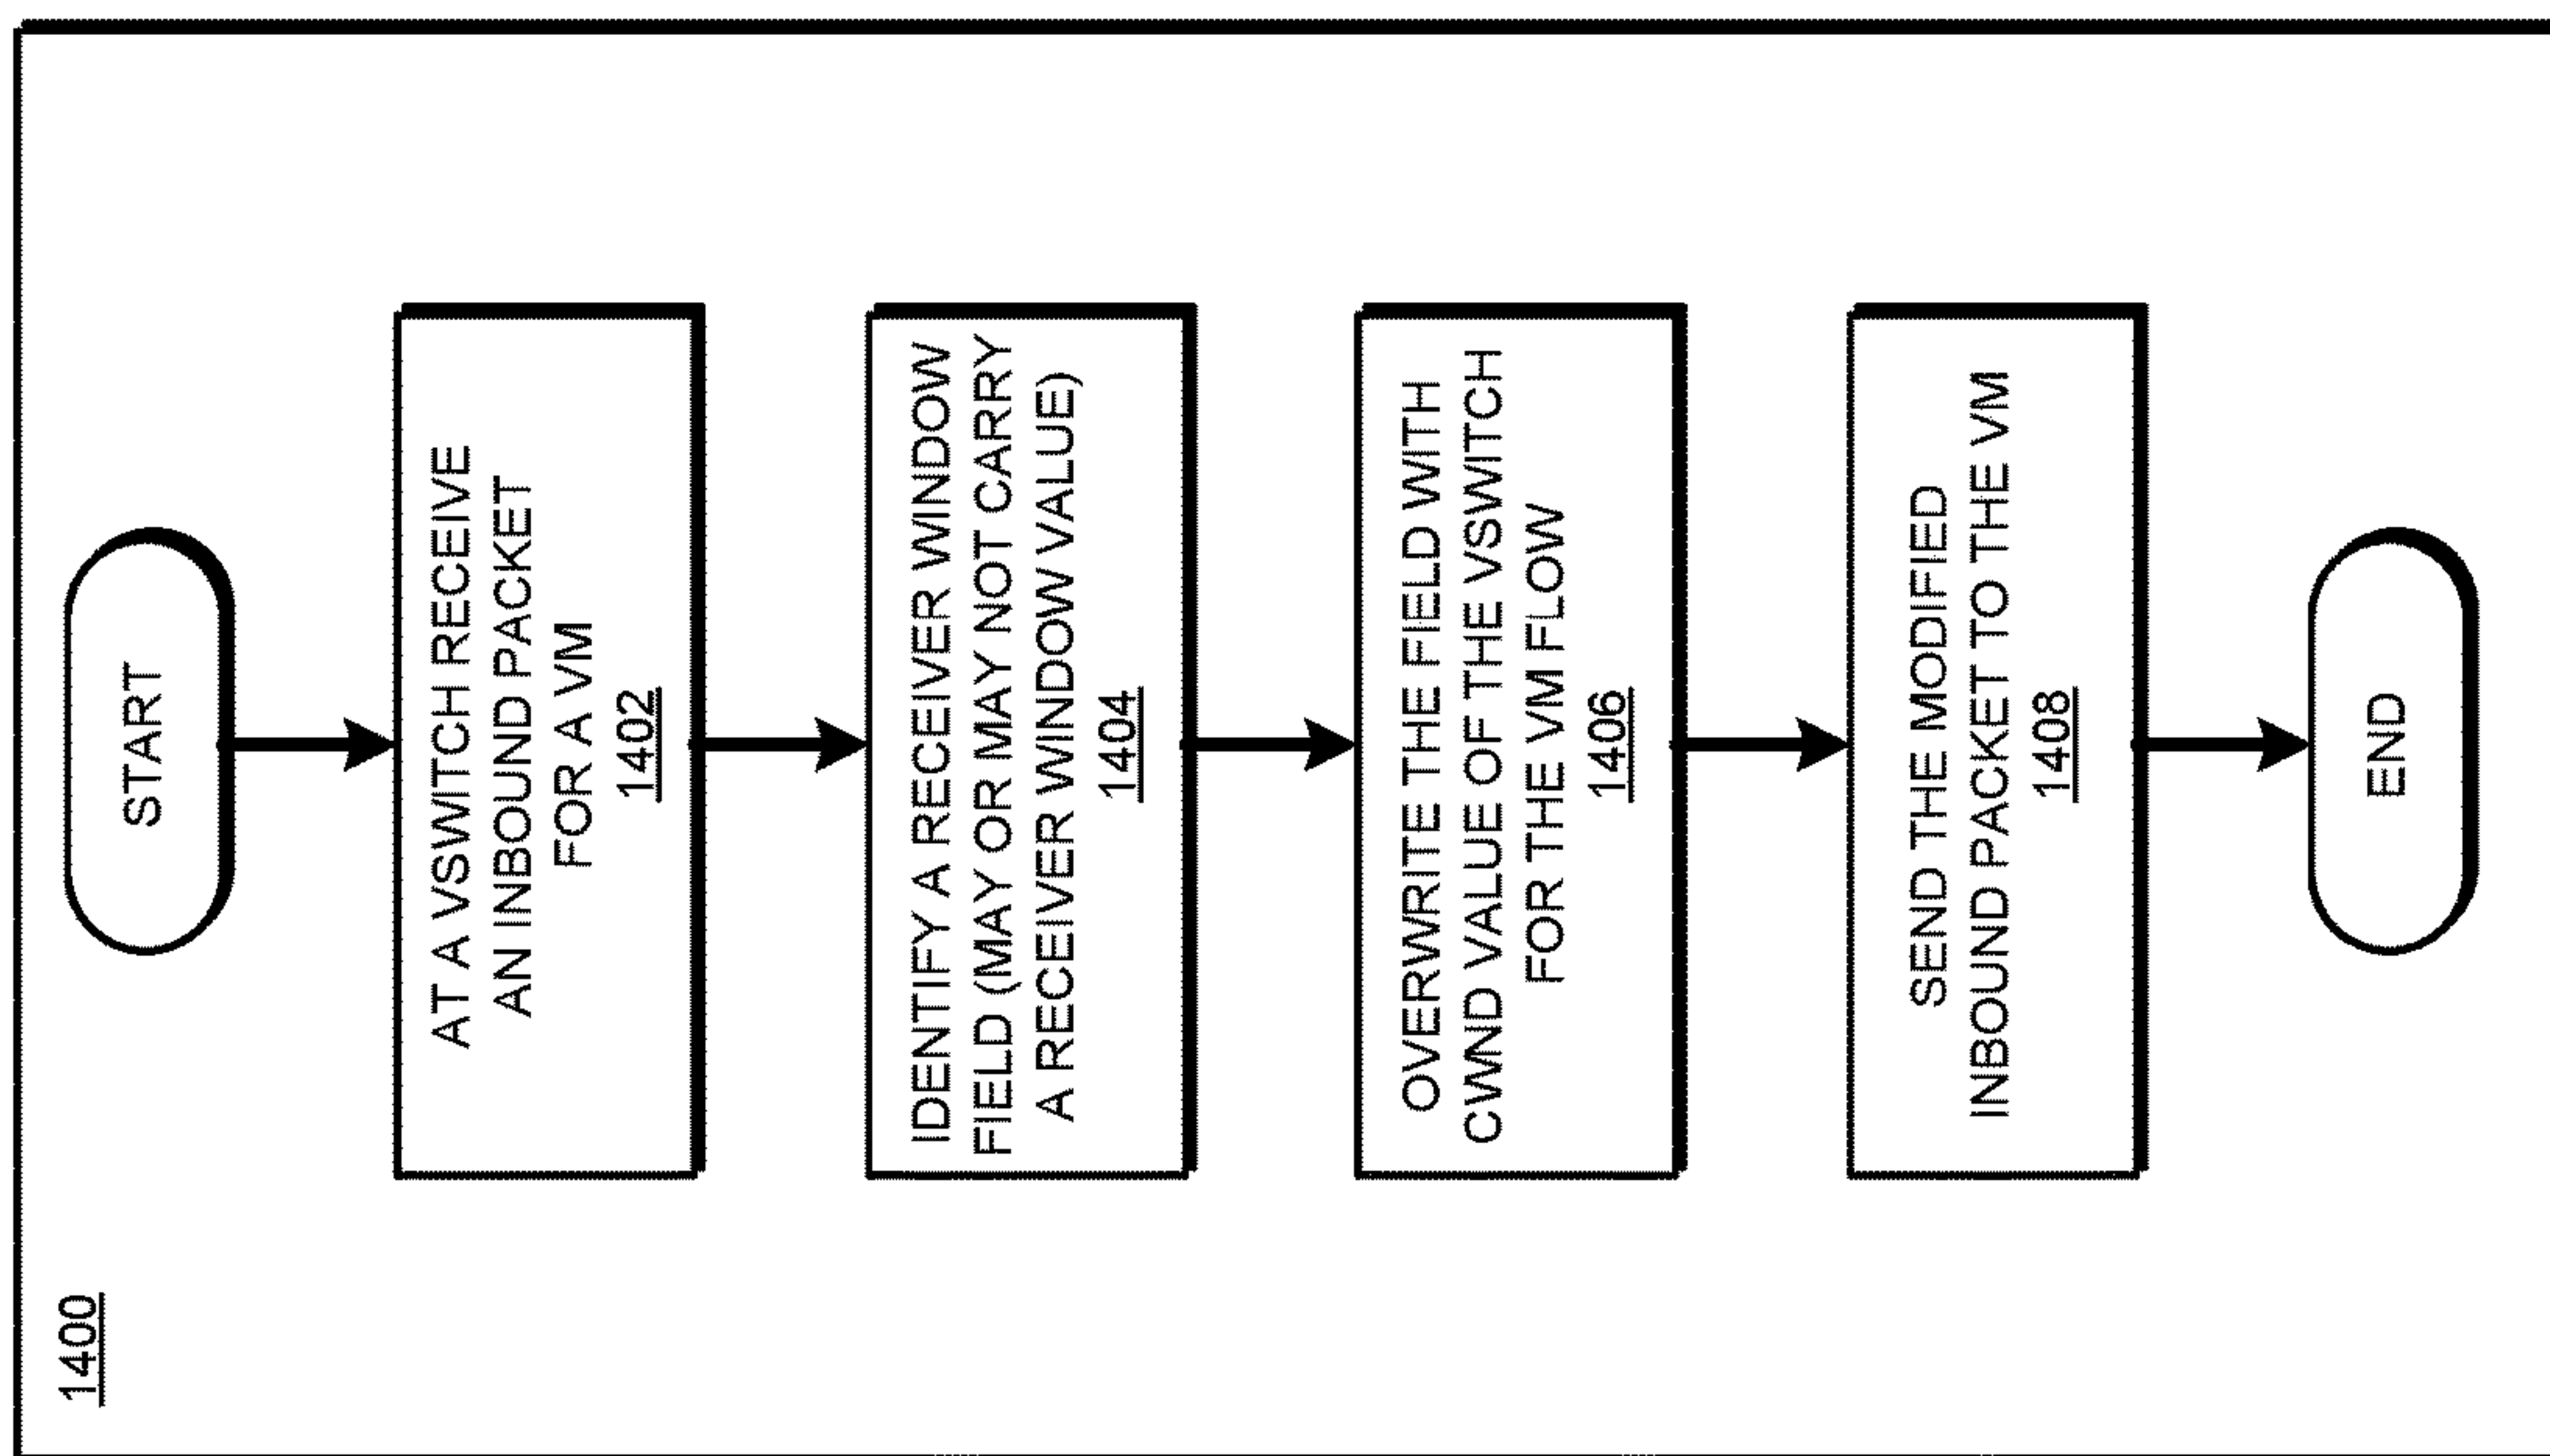 1400
START
AT A VSWITCH RECEIVE
AN INBOUND PACKET
FOR A VM
1402
IDENTIFY A RECEIVER WINDOW
FIELD (MAY OR MAY NOT CARRY
A RECEIVER WINDOW VALUE)
1404
OVERWRITE THE FIELD WITH
CWND VALUE OF THE VSWITCH
FOR THE VM FLOW
1406
SEND THE MODIFIED
INBOUND PACKET TO THE VM
1408
END